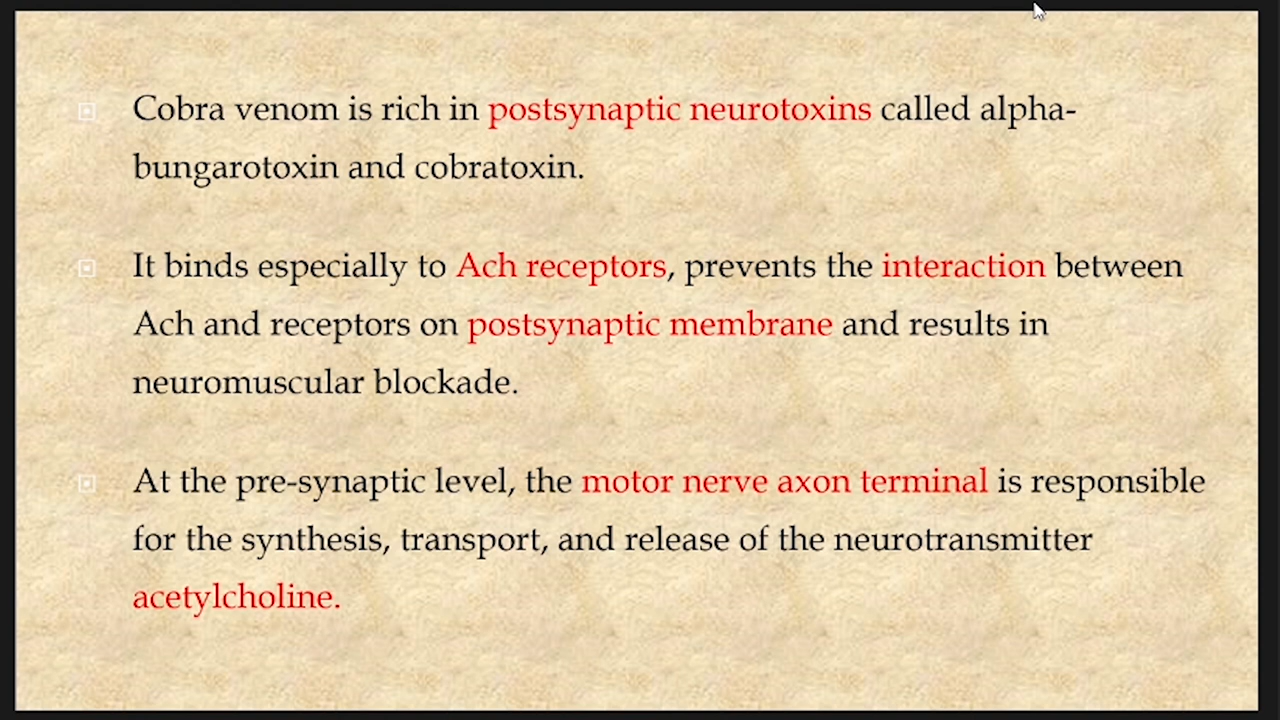 Cobra venom is rich in postsynaptic neurotoxins called alpha-
bungarotoxin and cobratoxin.
It binds especially to Ach receptors, prevents the interaction between
Ach and receptors on postsynaptic membrane and results in
neuromuscular blockade.
At the pre-synaptic level, the motor nerve axon terminal is responsible
for the synthesis, transport, and release of the neurotransmitter
acetylcholine.